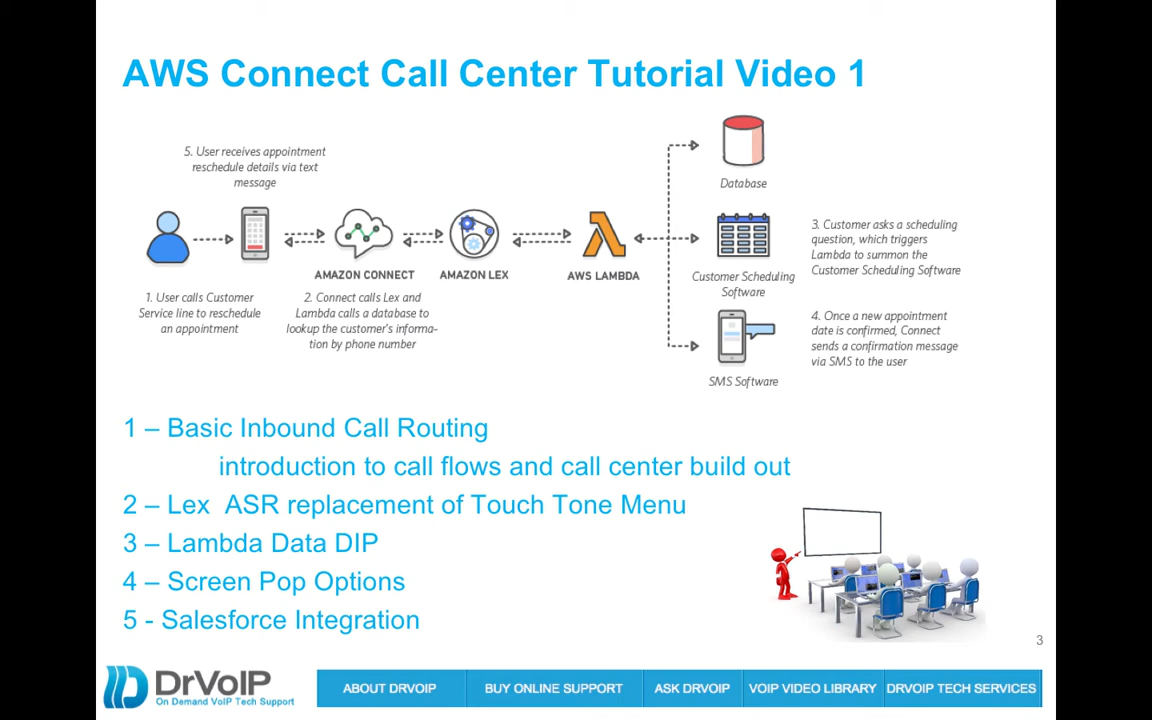 AWS Connect Call Center Tutorial Video 1
5. User receives appointment
reschedule details via text
message
AMAZON CONNECT
AMAZON LEX
AWS LAMBDA
1. User calls Customer
Service line to reschedule
an appointment
2. Connect calls Lex and
Lambda calls a database to
lookup the customer's informa-
tion by phone number
Database
Customer Scheduling
Software
SMS Software
3. Customer asks a scheduling
question, which triggers
Lambda to summon the
Customer Scheduling Software
4. Once a new appointment
date is confirmed, Connect
sends a confirmation message
via SMS to the user
1 – Basic Inbound Call Routing
introduction to call flows and call center build out
2 – Lex  ASR replacement of Touch Tone Menu
3 – Lambda Data DIP
4 – Screen Pop Options
5 - Salesforce Integration
3
DrVoIP
On Demand VoIP Tech Support
ABOUT DRVOIP
BUY ONLINE SUPPORT
ASK DRVOIP
VOIP VIDEO LIBRARY
DRVOIP TECH SERVICES